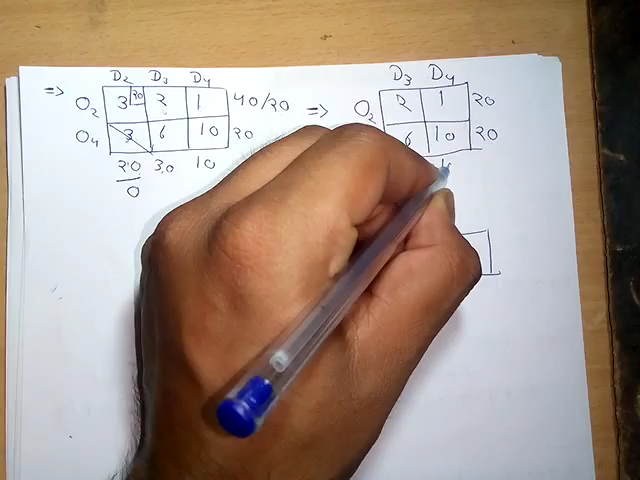 => D2 D3 D4
O2 3 20 2 1 40/20
O4 3 6 10 20
20 30 10
0
=> D3 D4
O2 2 1 20
6 10 20